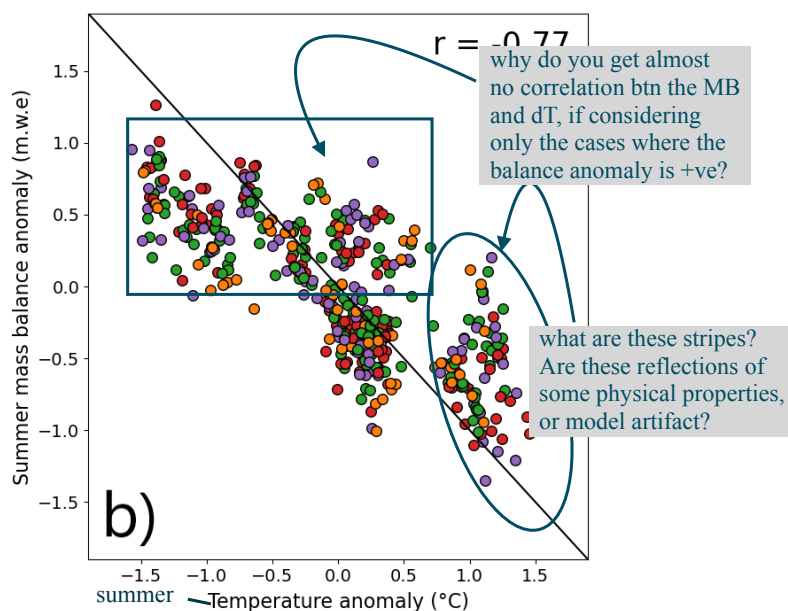 r = -0.77
why do you get almost
no correlation btn the MB
and dT, if considering
only the cases where the
balance anomaly is +ve?
what are these stripes?
Are these reflections of
some physical properties,
or model artifact?
Summer mass balance anomaly (m.w.e)
1.5
1.0
0.5
0.0
−0.5
−1.0
−1.5
b)
−1.5
−1.0
−0.5
0.0
0.5
1.0
1.5
summer
Temperature anomaly (°C)